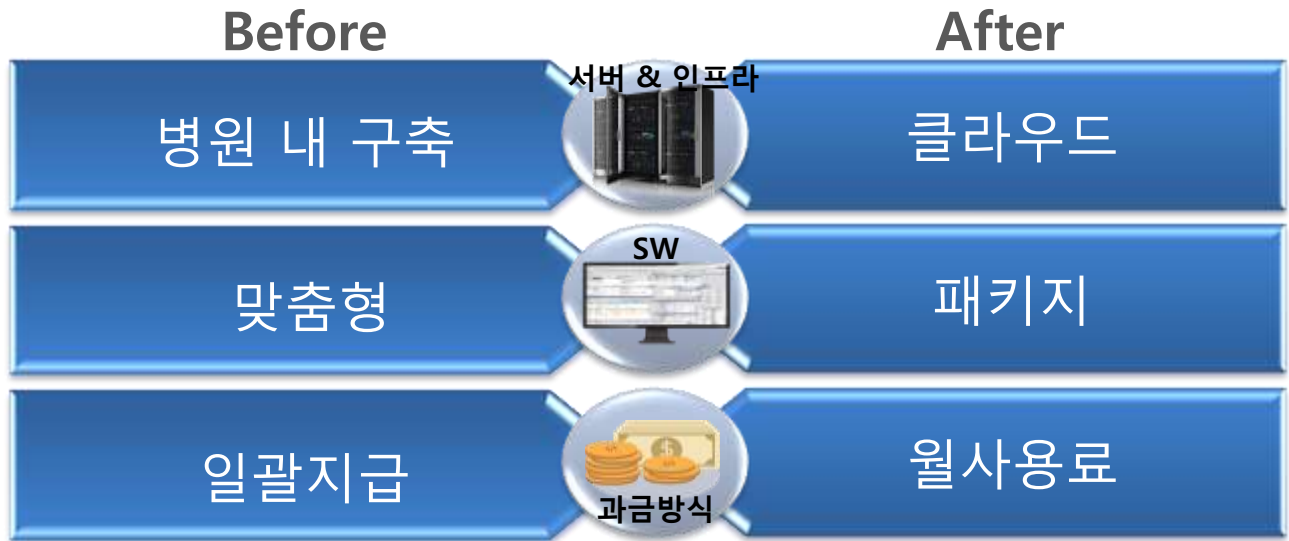 Before
After
서버 & 인프라
병원 내 구축
클라우드
SW
맞춤형
패키지
일괄지급
월사용료
과금방식